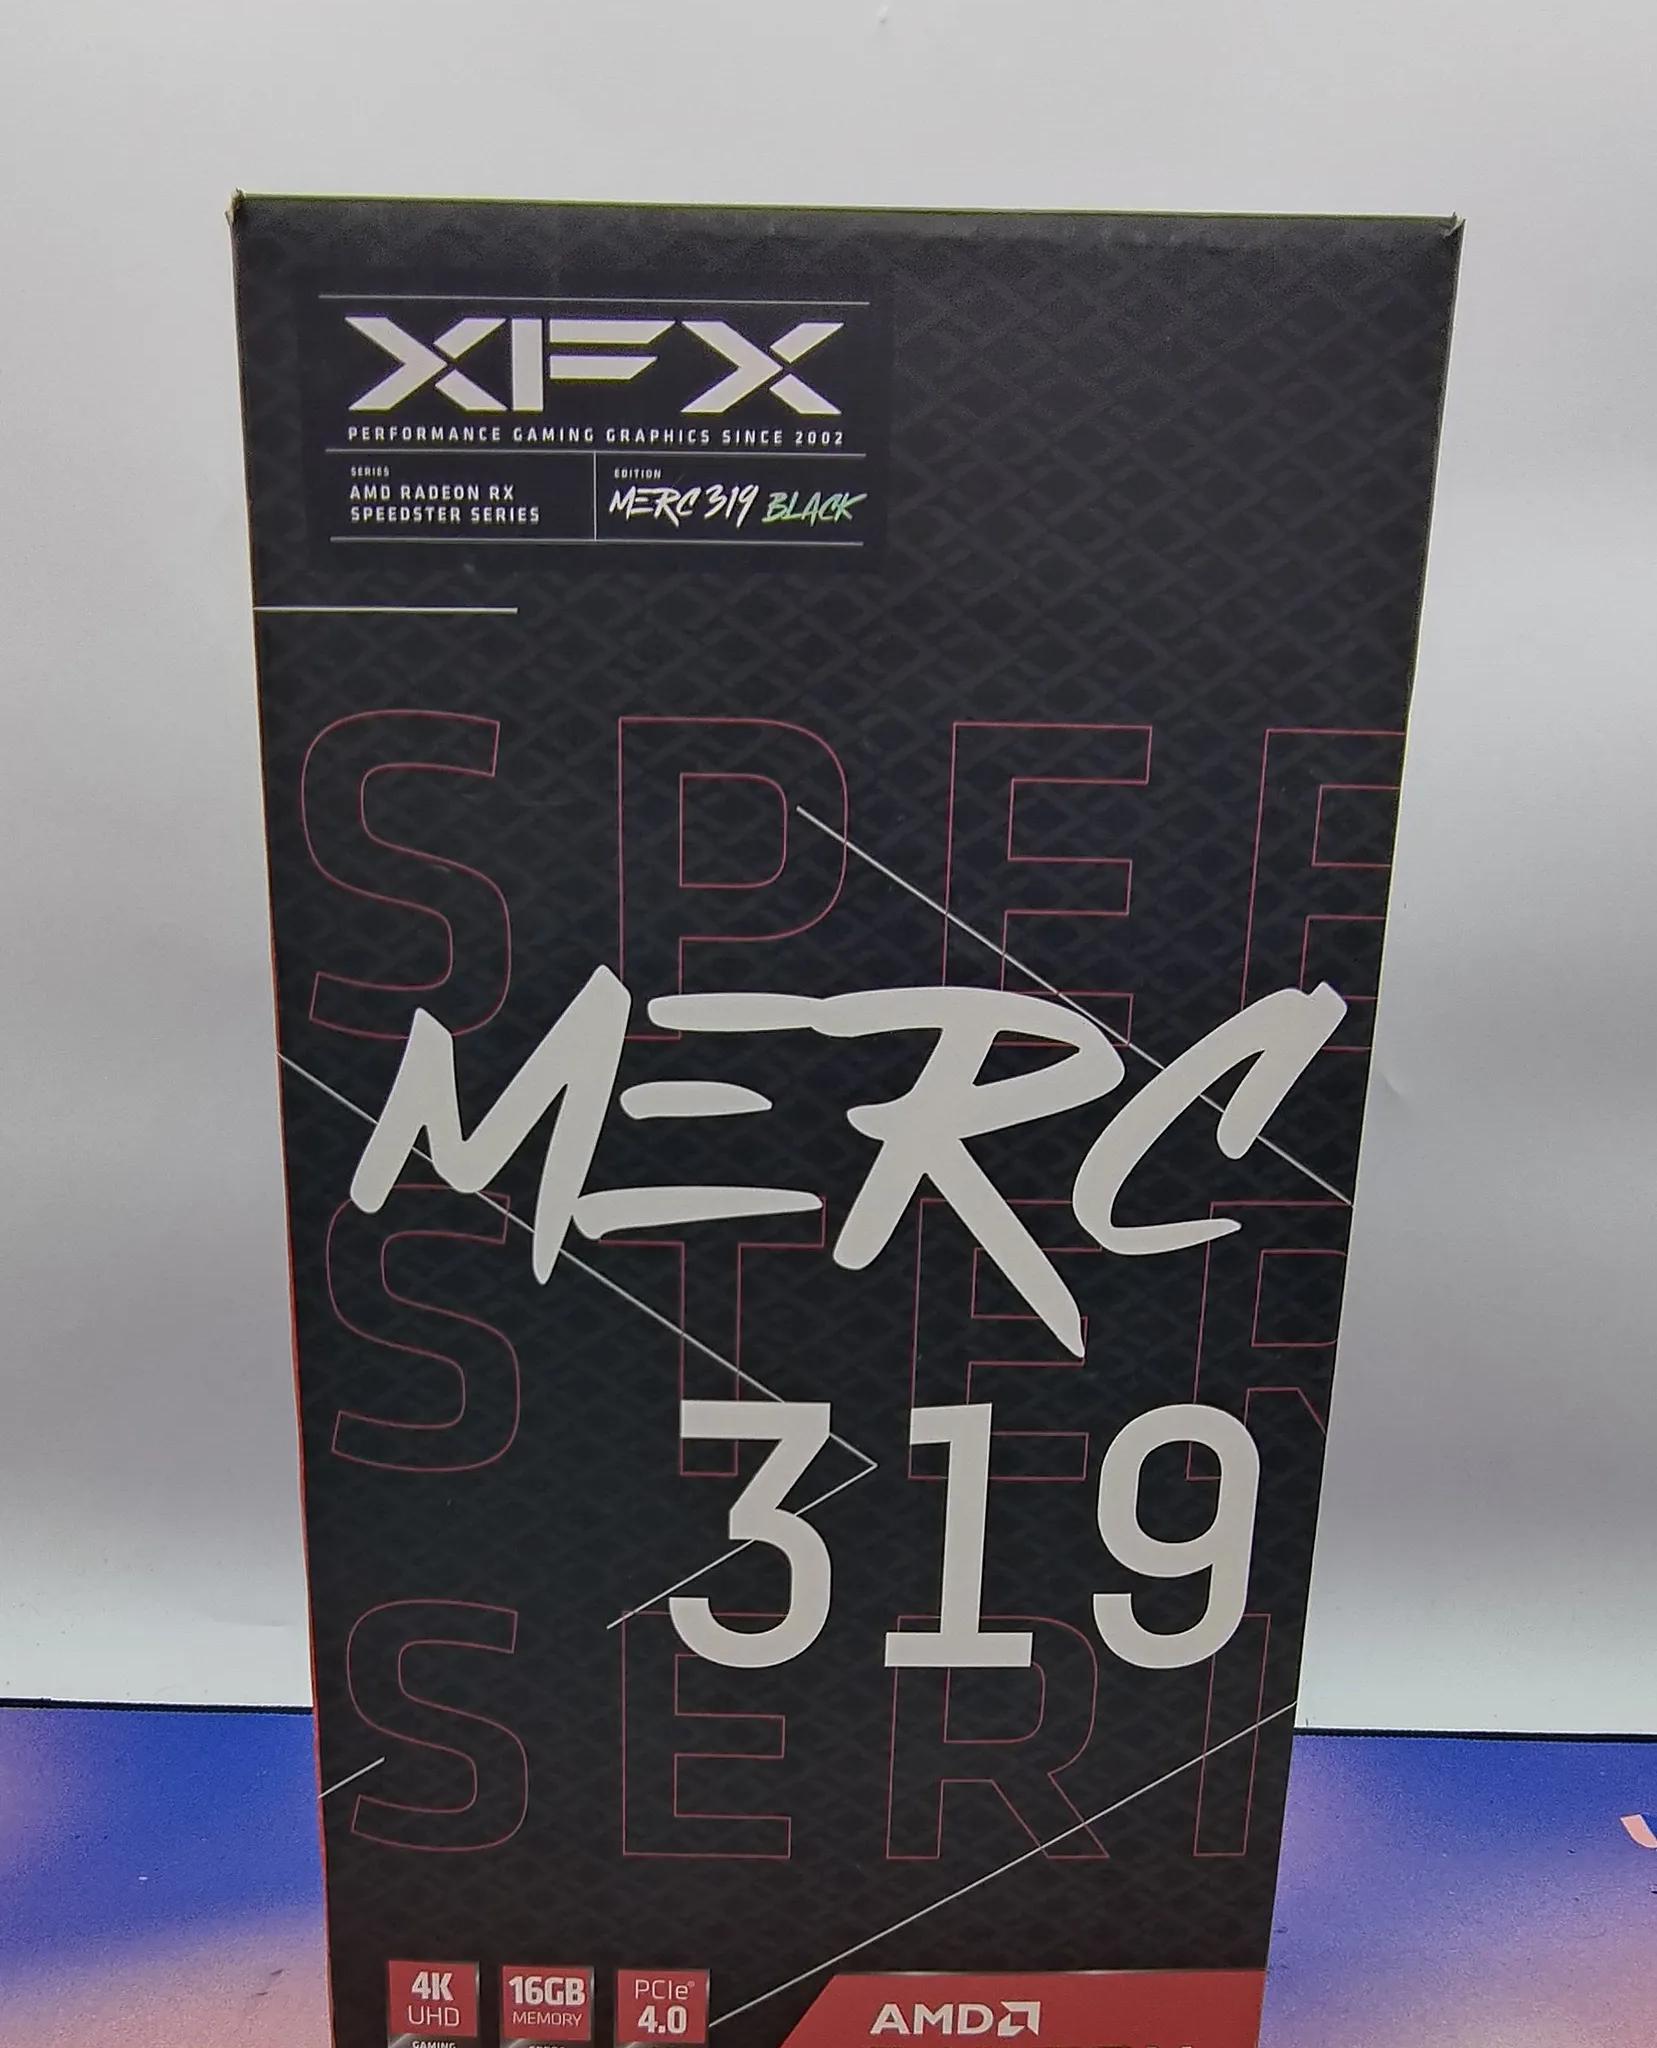 XFX
PERFORMANCE GAMING GRAPHICS SINCE 2002
SERIES
AMD RADEON RX
SPEEDSTER SERIES
EDITION
MERC 319 BLACK
SPEE
MERC
STER
319
SERI
4K
UHD
GAMING
16GB
MEMORY
PCIe®
4.0
AMD